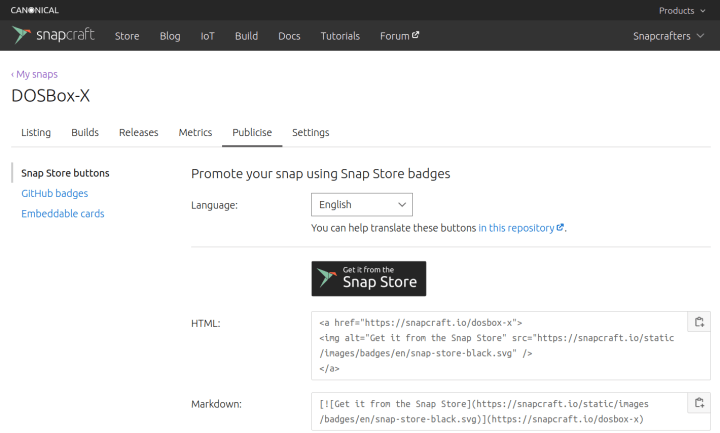 CANONICAL Products
snapcraft Store Blog IoT Build Docs Tutorials Forum Snapcrafters
‹ My snaps
DOSBox-X
Listing Builds Releases Metrics Publicise Settings
Snap Store buttons
GitHub badges
Embeddable cards
Promote your snap using Snap Store badges
Language: English
You can help translate these buttons in this repository.
Get it from the
Snap Store
HTML:
<a href="https://snapcraft.io/dosbox-x">
<img alt="Get it from the Snap Store" src="https://snapcraft.io/static
/images/badges/en/snap-store-black.svg" />
</a>
Markdown:
[![Get it from the Snap Store](https://snapcraft.io/static/images
/badges/en/snap-store-black.svg)](https://snapcraft.io/dosbox-x)